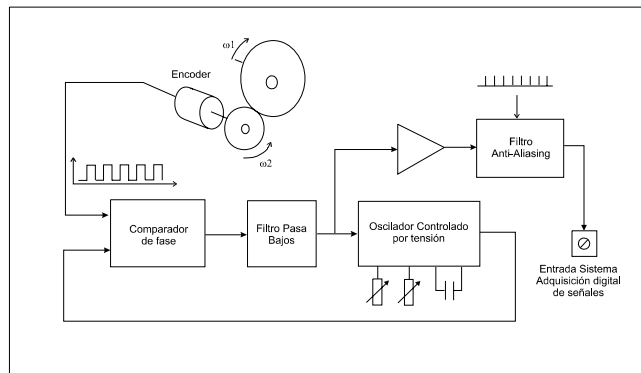 ω1
Encoder
ω2
Filtro
Anti-Aliasing
Comparador
de fase
Filtro Pasa
Bajos
Oscilador Controlado
por tensión
Entrada Sistema
Adquisición digital
de señales